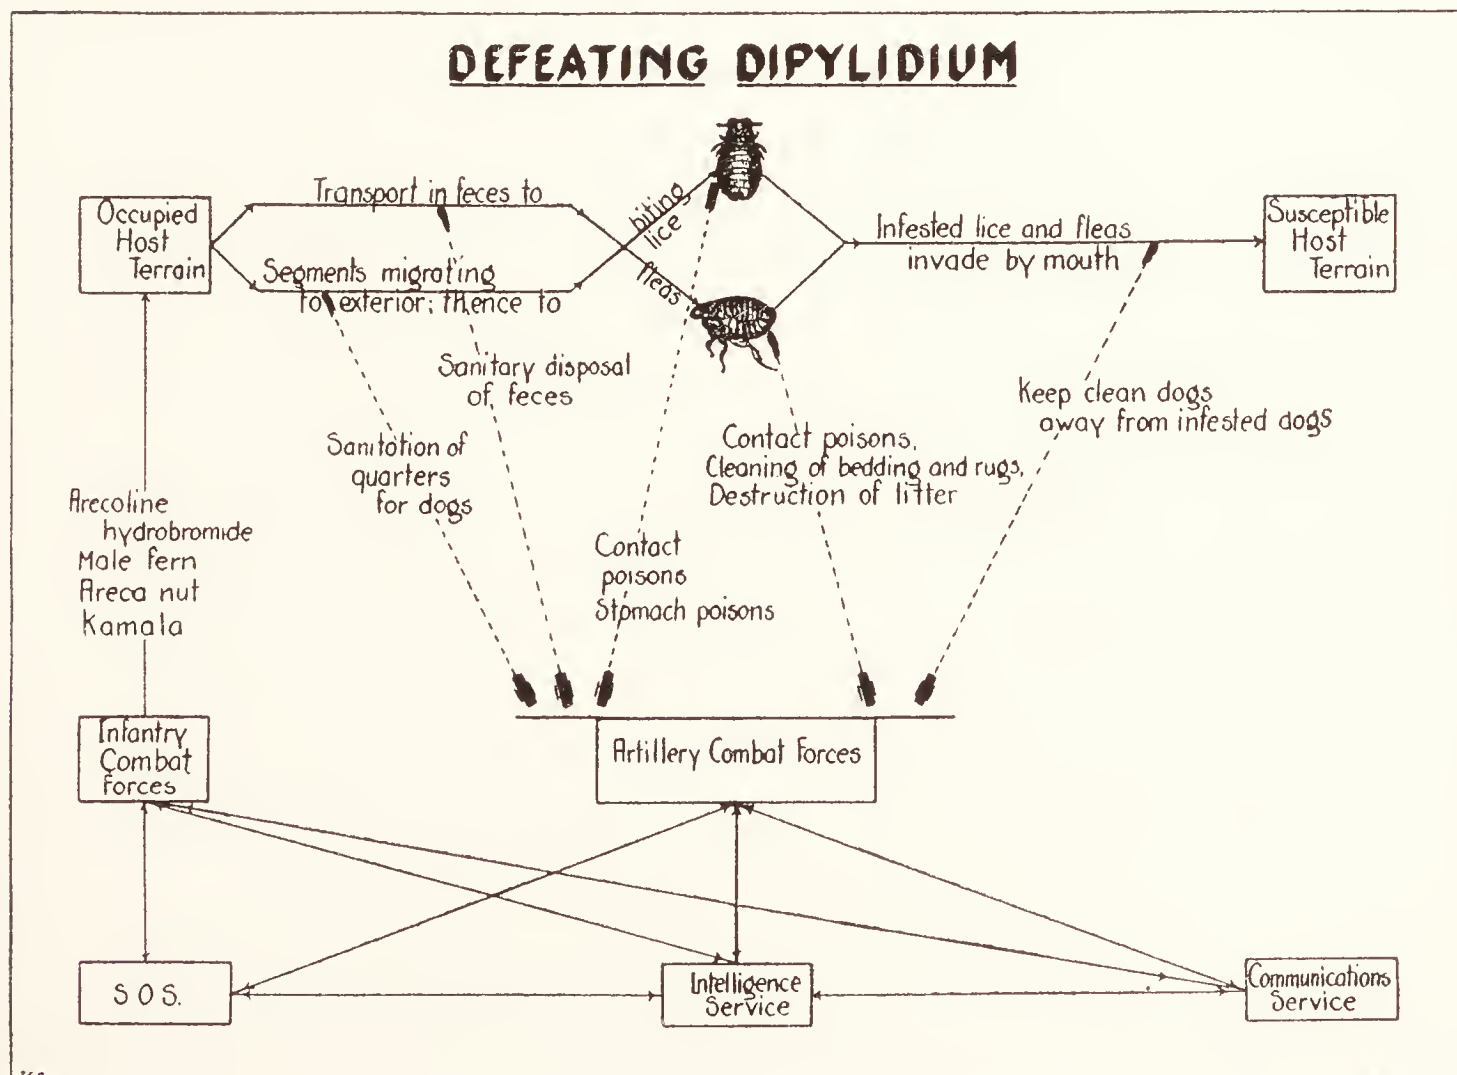 DEFEATING DIPYLIDIUM
Occupied
Host
Terrain
Transport in feces to
Segments migrating
to exterior; thence to
biting
lice
fleas
Infested lice and fleas
invade by mouth
Susceptible
Host
Terrain
Sanitary disposal
of feces
Sanitation of
quarters
for dogs
Contact
poisons
Stomach poisons
Contact poisons,
Cleaning of bedding and rugs,
Destruction of litter
Keep clean dogs
away from infested dogs
Arecoline
hydrobromide
Male fern
Areca nut
Kamala
Infantry
Combat
Forces
Artillery Combat Forces
S O S.
Intelligence
Service
Communications
Service